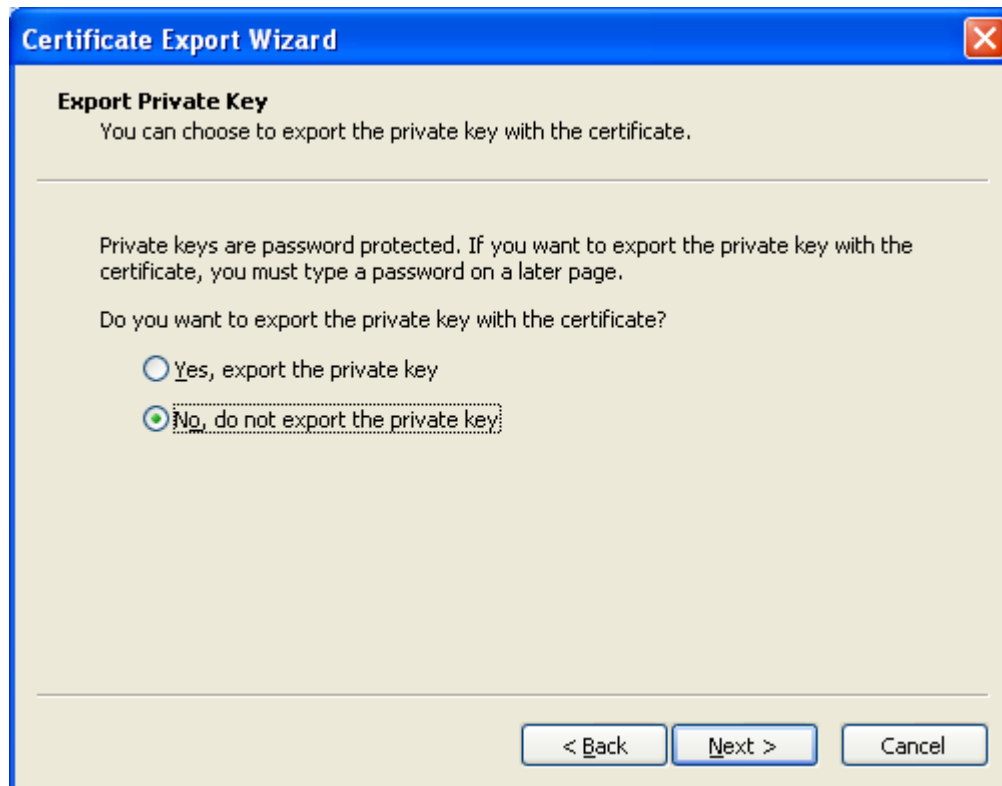 Certificate Export Wizard
Export Private Key
You can choose to export the private key with the certificate.
Private keys are password protected. If you want to export the private key with the
certificate, you must type a password on a later page.
Do you want to export the private key with the certificate?
Yes, export the private key
No, do not export the private key
< Back
Next >
Cancel